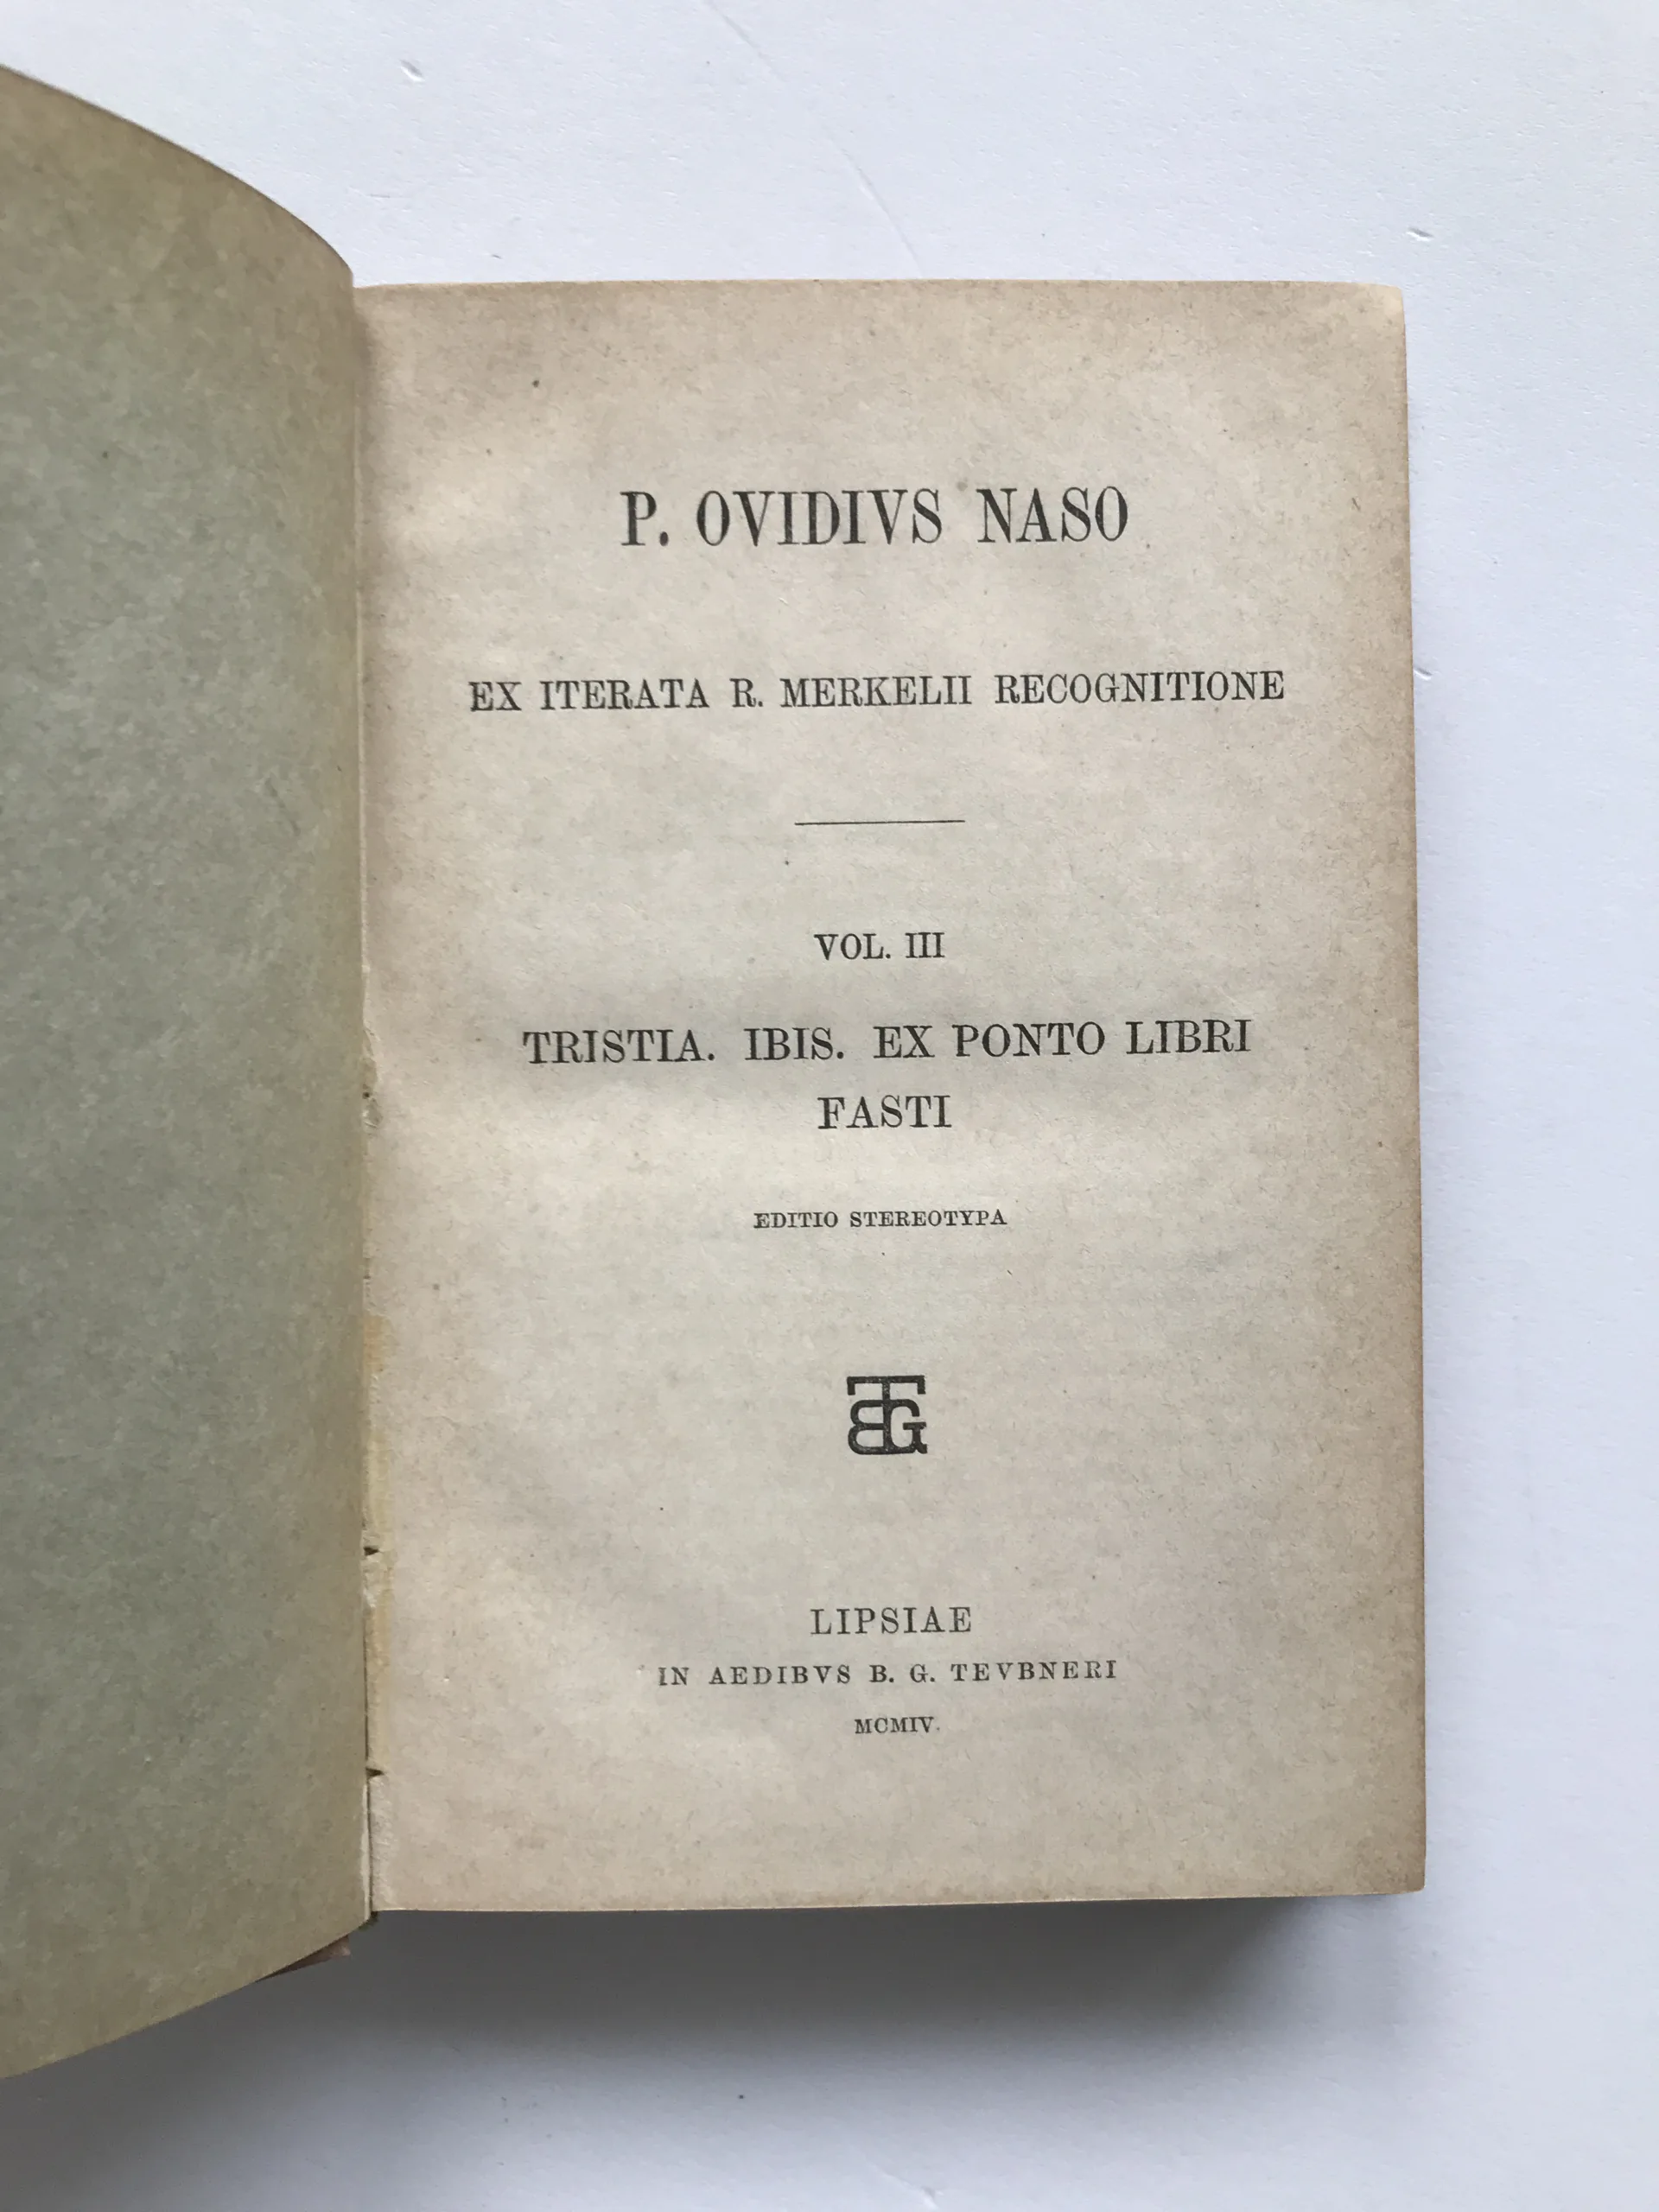 P. OVIDIVS NASO
EX ITERATA R. MERKELII RECOGNITIONE
VOL. III
TRISTIA. IBIS. EX PONTO LIBRI
FASTI
EDITIO STEREOTYPA
BTG
LIPSIAE
IN AEDIBVS B. G. TEVBNERI
MCMIV.